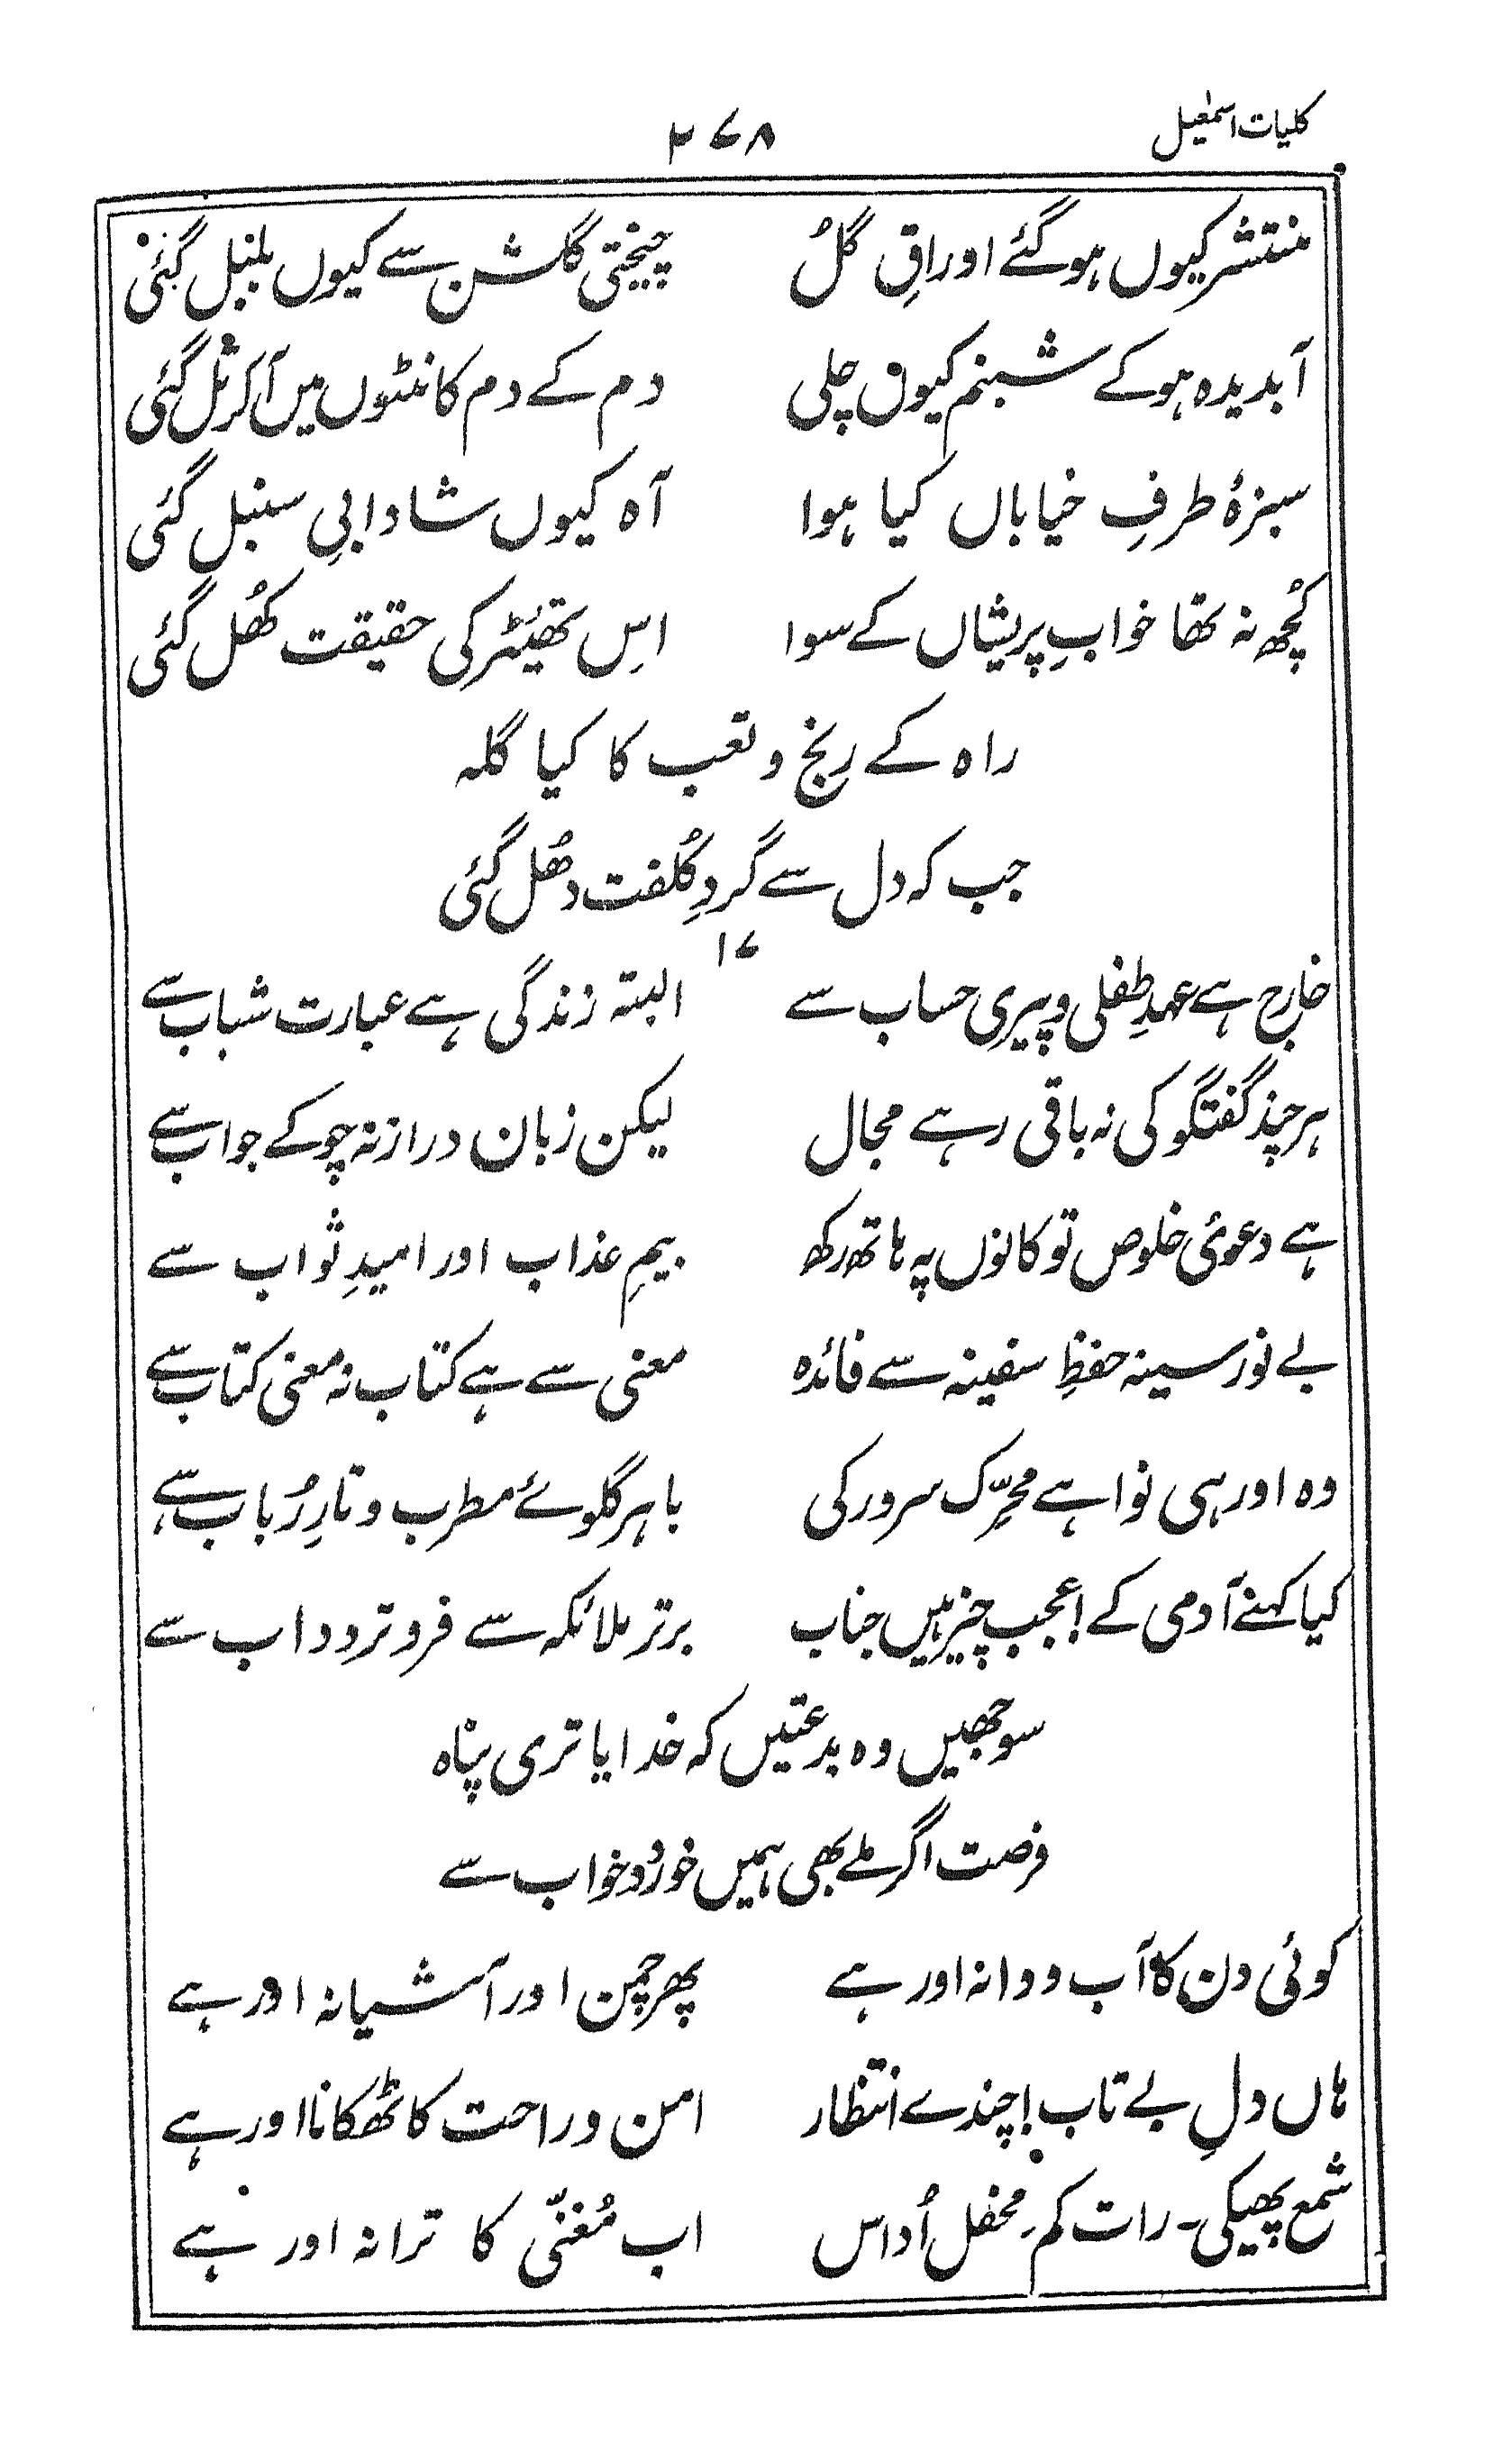 کلیات اسمٰعیل
۲۷۸
منتشر کیوں ہو گئے اوراقِ گُل چیختی گلشن سے کیوں بلبل گئی
آبدیدہ ہو کے شبنم کیوں چلی دم کے دم کانٹوں میں آ کر تُل گئی
سبزۂ طرفِ خیاباں کیا ہوا آہ کیوں شادابیِ سنبل گئی
کُچھ نہ تھا خوابِ پریشاں کے سوا اِس تھیئٹر کی حقیقت کھُل گئی
راہ کے رنج و تعب کا کیا گلہ
جب کہ دل سے گردِ کُلفت دھُل گئی
۱۷
خارج ہے عہدِ طفلی و پیری حساب سے البتہ زندگی ہے عبارت شباب سے
ہر چند گفتگو کی نہ باقی رہے مجال لیکن زبان دراز نہ چوکے جواب سے
ہے دعوئ خلوص تو کانوں پہ ہاتھ رکھ بیمِ عذاب اور امیدِ ثواب سے
بے نور سینہ حفظِ سفینہ سے فائدہ معنی سے ہے کتاب نہ معنی کتاب سے
وہ اور ہی نوا ہے محرِّک سرور کی باہر گلوئے مطرب و تارِ رُباب سے
کیا کہنے آدمی کے! عجب چیز ہیں جناب برتر ملائکہ سے فروتر دواب سے
سوجھیں وہ بدعتیں کہ خدایا تری پناہ
فرصت اگر ملے بھی ہمیں خورد و خواب سے
کوئی دن کا آب و دانہ اور ہے پھر چمن اور آشیانہ اور ہے
ہاں دلِ بے تاب! چندے انتظار امن و راحت کا ٹھکانا اور ہے
شمع پھیکی۔ رات کم۔ محفل اُداس اب مُغنّی کا ترانہ اور ہے